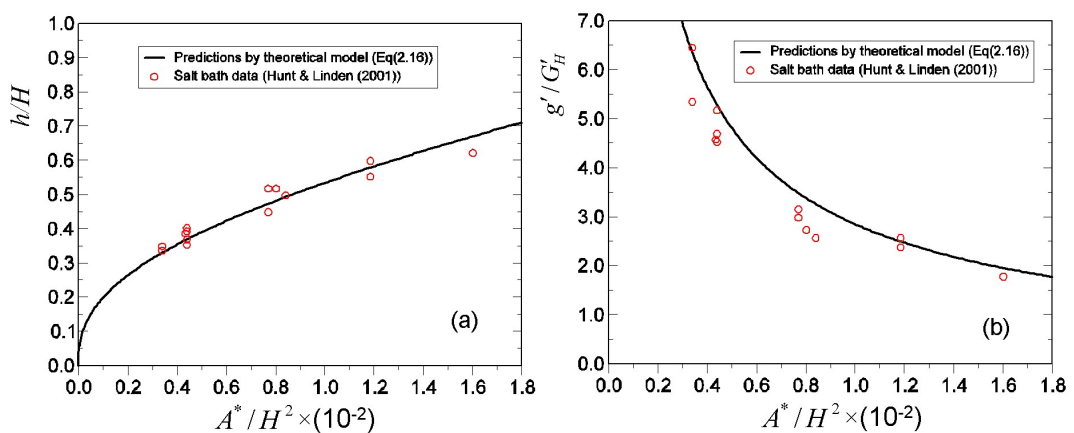 1.0
0.9
0.8
0.7
0.6
0.5
0.4
0.3
0.2
0.1
0.0
h/H
Predictions by theoretical model (Eq(2.16))
Salt bath data (Hunt & Linden (2001))
(a)
0.0 0.2 0.4 0.6 0.8 1.0 1.2 1.4 1.6 1.8
A*/H²×(10⁻²)
7.0
6.0
5.0
4.0
3.0
2.0
1.0
0.0
g'/G'_H
Predictions by theoretical model (Eq(2.16))
Salt bath data (Hunt & Linden (2001))
(b)
0.0 0.2 0.4 0.6 0.8 1.0 1.2 1.4 1.6 1.8
A*/H²×(10⁻²)